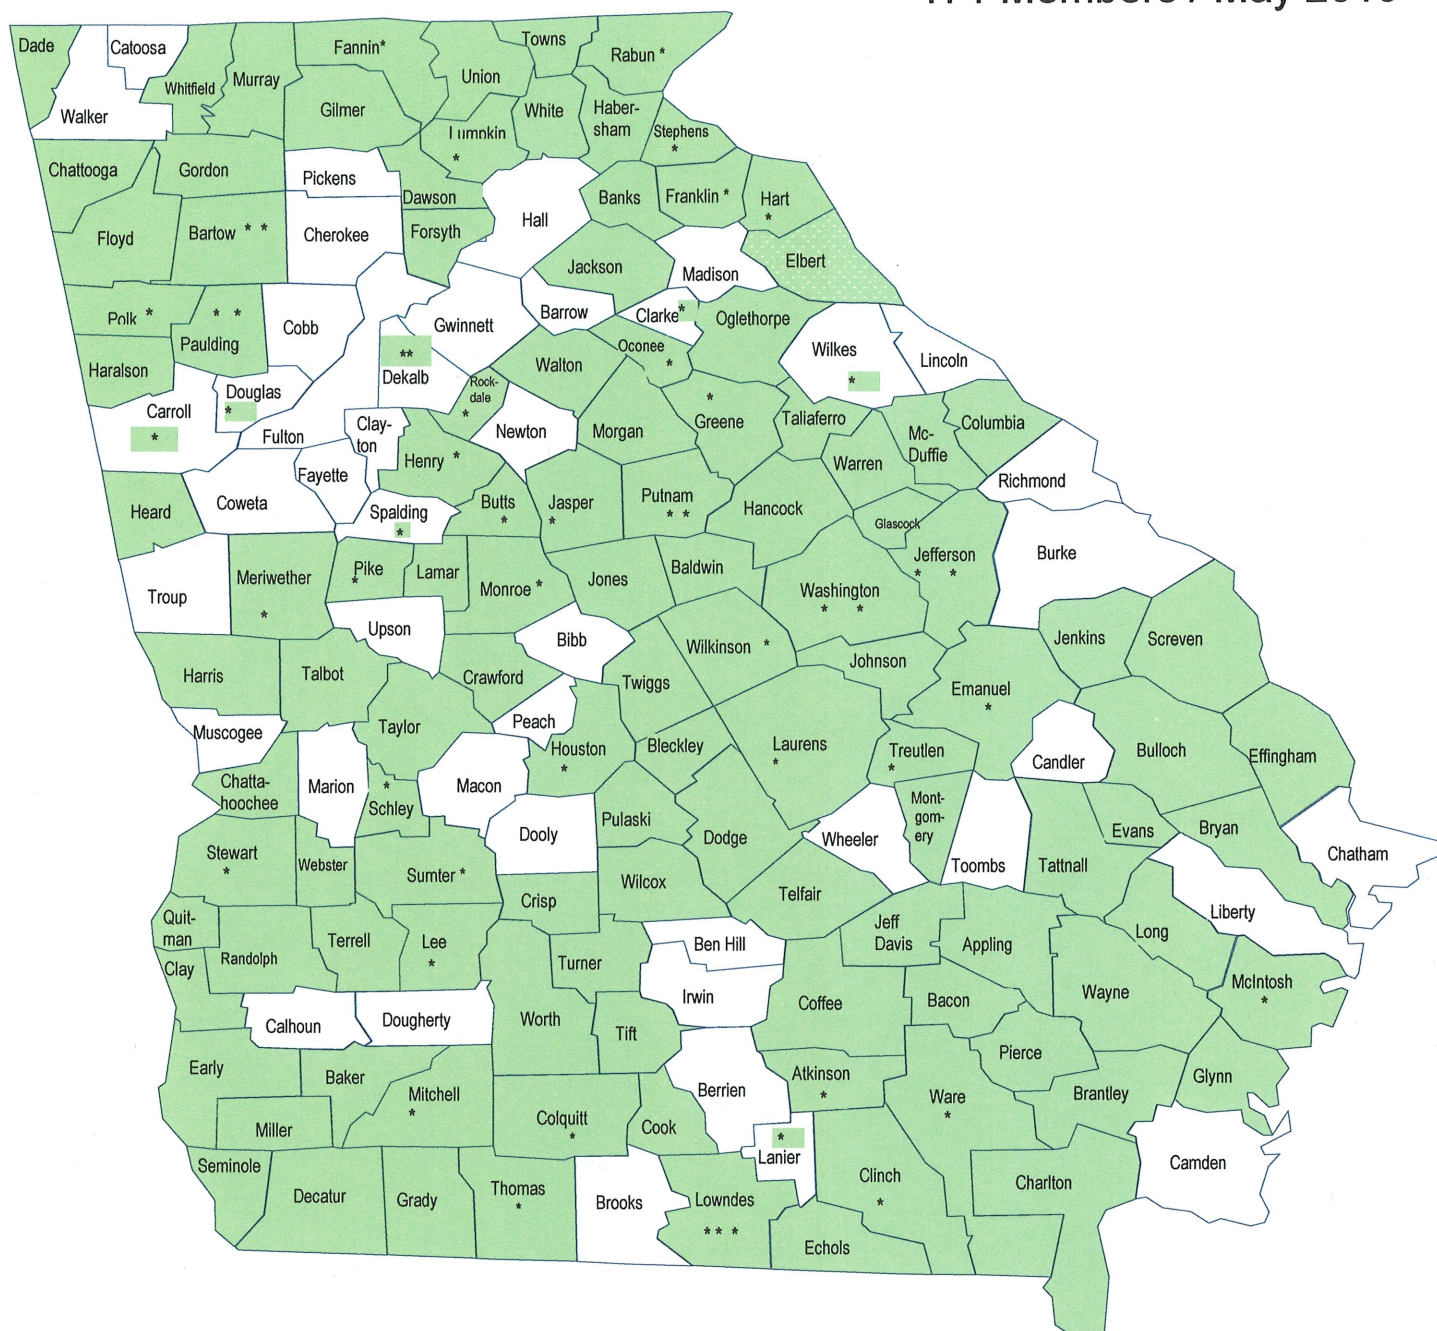 Dade
Catoosa
Walker
Whitfield
Murray
Fannin*
Gilmer
Union
Towns
Rabun *
White
Haber-
sham
Lumpkin
*
Stephens
*
Chattooga
Gordon
Pickens
Dawson
Hall
Banks
Franklin *
Hart
*
Floyd
Bartow * *
Cherokee
Forsyth
Jackson
Madison
Elbert
Polk *
* *
Paulding
Cobb
Gwinnett
Barrow
Clarke *
Oglethorpe
Wilkes
*
Lincoln
Haralson
Carroll
*
Douglas
*
Fulton
**
Dekalb
Rock-
dale
*
Walton
Oconee
*
Morgan
*
Greene
Taliaferro
Mc-
Duffie
Columbia
Clay-
ton
Henry *
Newton
Warren
Richmond
Heard
Coweta
Fayette
Spalding
*
Butts
*
Jasper
*
Putnam
* *
Hancock
Glascock
Jefferson
* *
Burke
Troup
Meriwether
*
Pike
*
Lamar
Monroe *
Jones
Baldwin
Washington
* *
Jenkins
Screven
Upson
Bibb
Wilkinson *
Johnson
Harris
Talbot
Crawford
Twiggs
Emanuel
*
Muscogee
Taylor
Peach
Houston
*
Bleckley
Laurens
*
Treutlen
*
Candler
Bulloch
Effingham
Chatta-
hoochee
Marion
*
Schley
Macon
Dooly
Pulaski
Dodge
Wheeler
Mont-
gom-
ery
Toombs
Tattnall
Evans
Bryan
Chatham
Stewart
*
Webster
Sumter *
Crisp
Wilcox
Telfair
Liberty
Quit-
man
Clay
Randolph
Terrell
Lee
*
Turner
Ben Hill
Irwin
Jeff
Davis
Appling
Long
Calhoun
Dougherty
Worth
Tift
Coffee
Bacon
Wayne
McIntosh
*
Early
Baker
Mitchell
*
Miller
Colquitt
*
Cook
Berrien
Atkinson
*
Ware
*
Pierce
Brantley
Glynn
Seminole
Decatur
Grady
Thomas
*
Brooks
Lowndes
* * *
*
Lanier
Clinch
*
Echols
Charlton
Camden